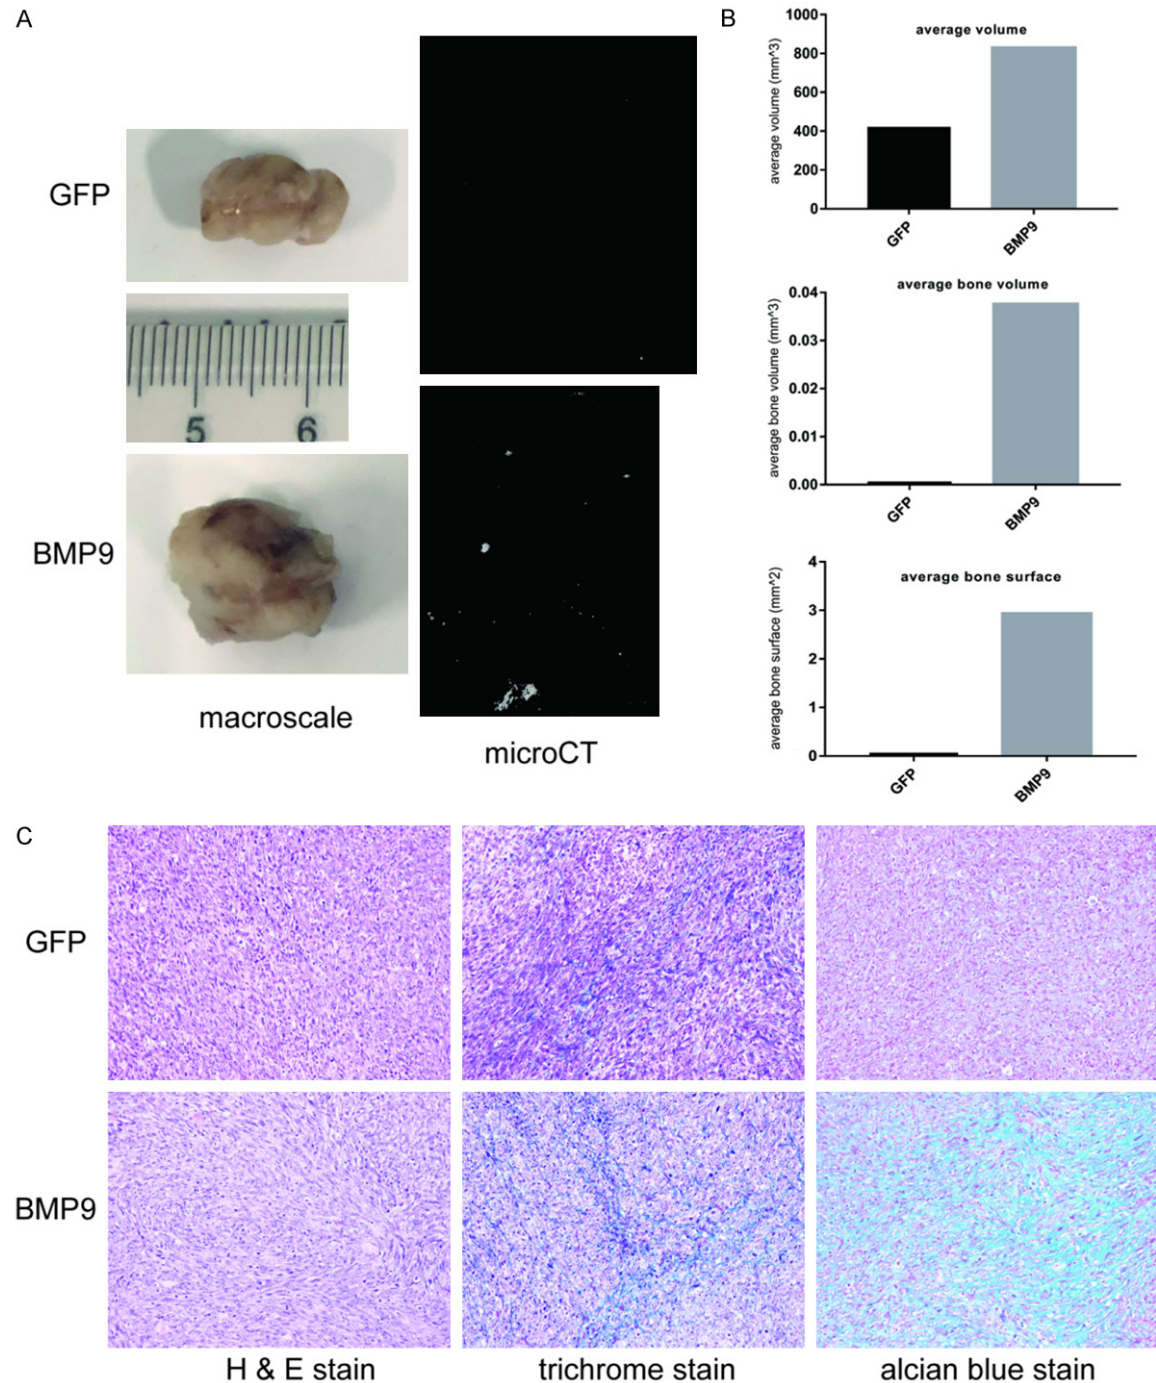 A
GFP
5 6
BMP9
macroscale
microCT
B
average volume
average volume (mm^3)
1000
800
600
400
200
0
GFP
BMP9
average bone volume
average bone volume (mm^3)
0.04
0.03
0.02
0.01
0.00
GFP
BMP9
average bone surface
average bone surface (mm^2)
4
3
2
1
0
GFP
BMP9
C
GFP
BMP9
H & E stain
trichrome stain
alcian blue stain